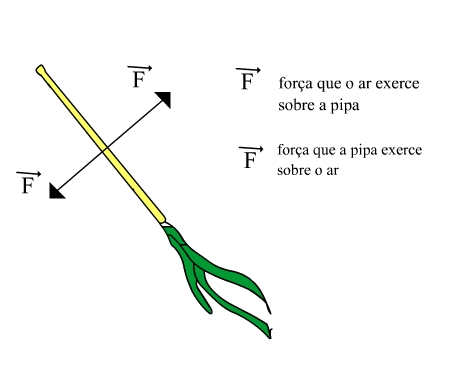 F
F
F força que o ar exerce
sobre a pipa
F força que a pipa exerce
sobre o ar